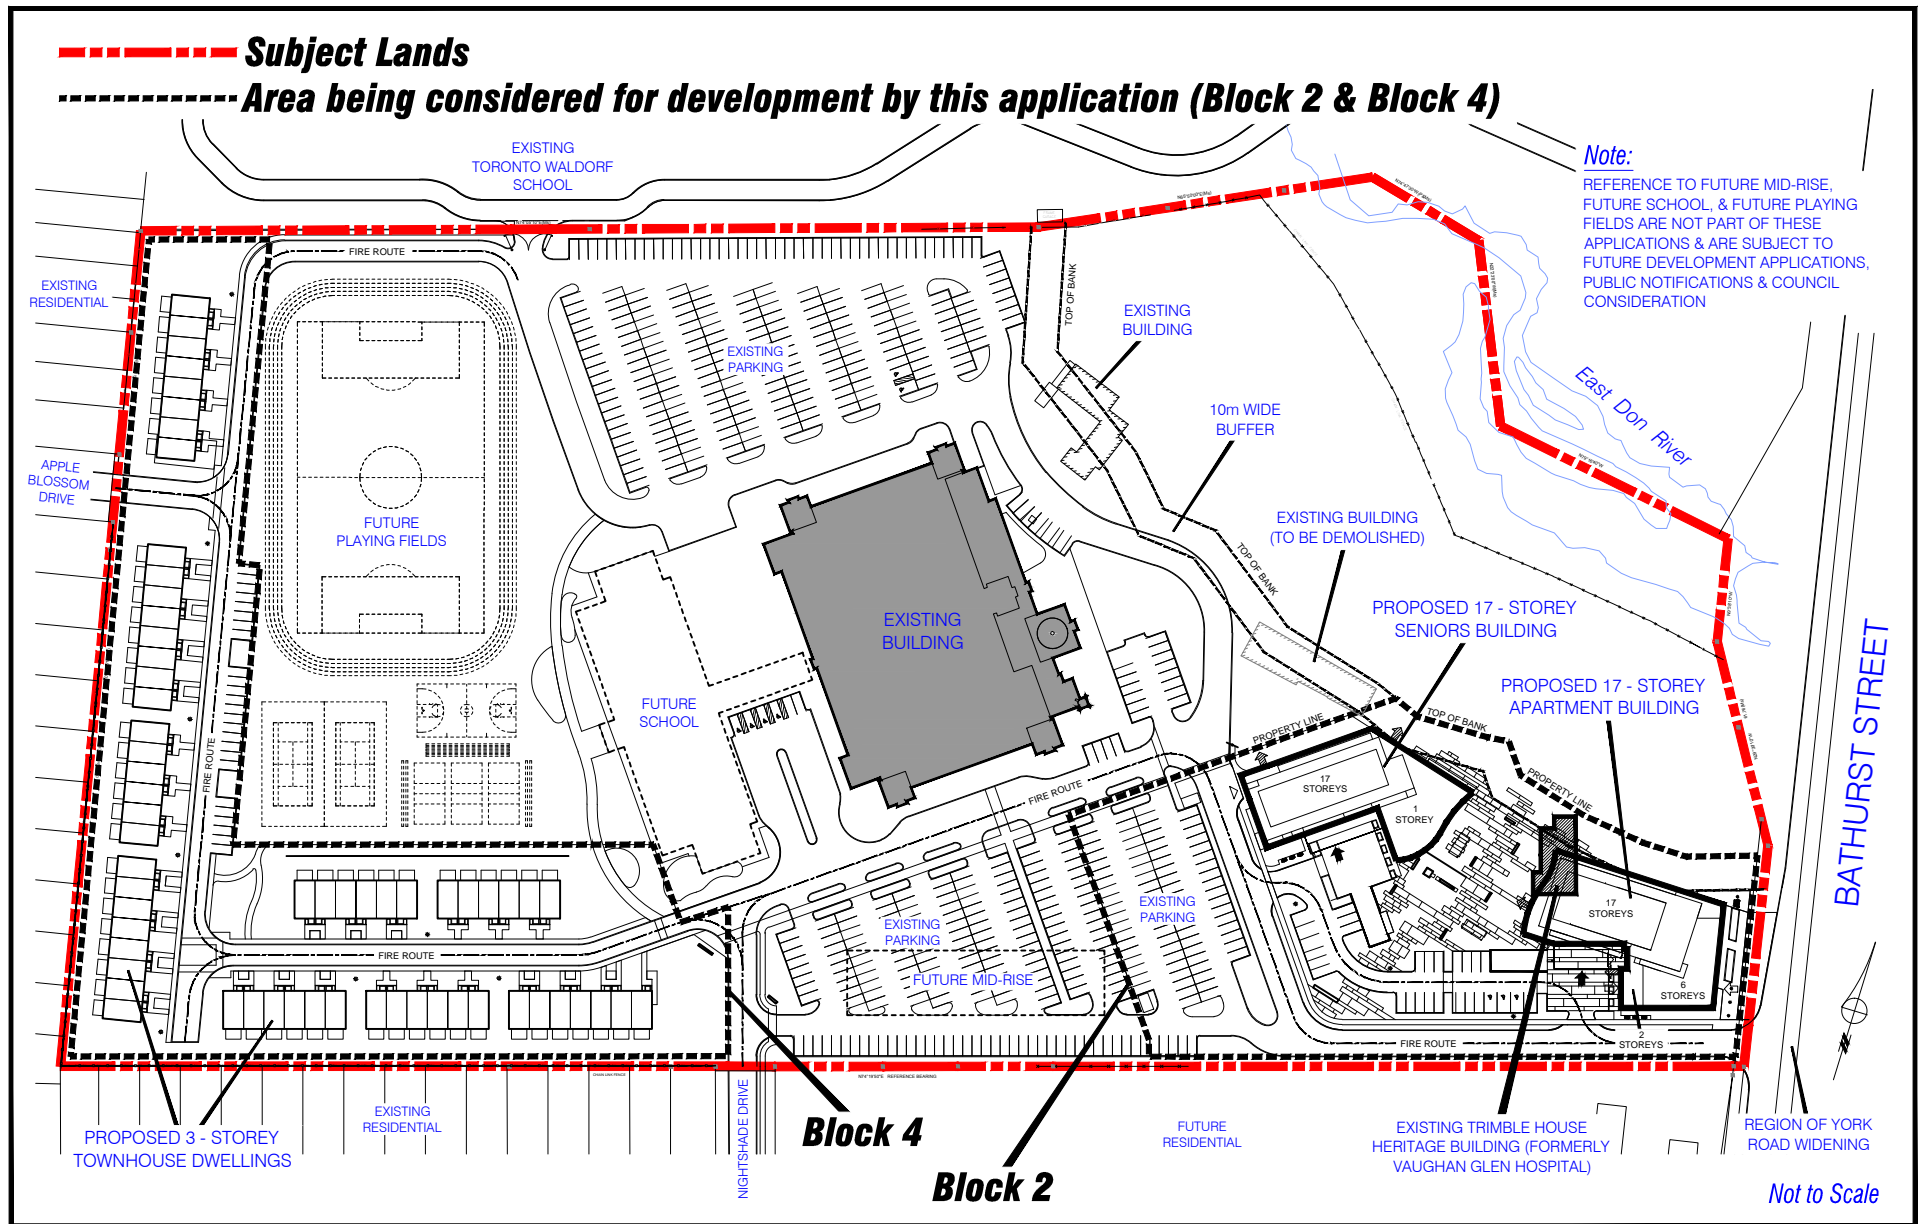 Subject Lands
Area being considered for development by this application (Block 2 & Block 4)
EXISTING
TORONTO WALDORF
SCHOOL
Note:
REFERENCE TO FUTURE MID-RISE,
FUTURE SCHOOL, & FUTURE PLAYING
FIELDS ARE NOT PART OF THESE
APPLICATIONS & ARE SUBJECT TO
FUTURE DEVELOPMENT APPLICATIONS,
PUBLIC NOTIFICATIONS & COUNCIL
CONSIDERATION
FIRE ROUTE
EXISTING
RESIDENTIAL
TOP OF BANK
EXISTING
BUILDING
EXISTING
PARKING
East Don River
10m WIDE
BUFFER
APPLE
BLOSSOM
DRIVE
FUTURE
PLAYING FIELDS
EXISTING BUILDING
(TO BE DEMOLISHED)
TOP OF BANK
PROPOSED 17 - STOREY
SENIORS BUILDING
EXISTING
BUILDING
PROPOSED 17 - STOREY
APARTMENT BUILDING
BATHURST STREET
FUTURE
SCHOOL
PROPERTY LINE
TOP OF BANK
FIRE ROUTE
17
STOREYS
PROPERTY LINE
FIRE ROUTE
1
STOREY
EXISTING
PARKING
EXISTING
PARKING
17
STOREYS
FIRE ROUTE
FUTURE MID-RISE
6
STOREYS
2
STOREYS
FIRE ROUTE
CHAIN LINK FENCE
N74°19'50"E REFERENCE BEARING
NIGHTSHADE DRIVE
EXISTING
RESIDENTIAL
PROPOSED 3 - STOREY
TOWNHOUSE DWELLINGS
Block 4
Block 2
FUTURE
RESIDENTIAL
EXISTING TRIMBLE HOUSE
HERITAGE BUILDING (FORMERLY
VAUGHAN GLEN HOSPITAL)
REGION OF YORK
ROAD WIDENING
N
Not to Scale